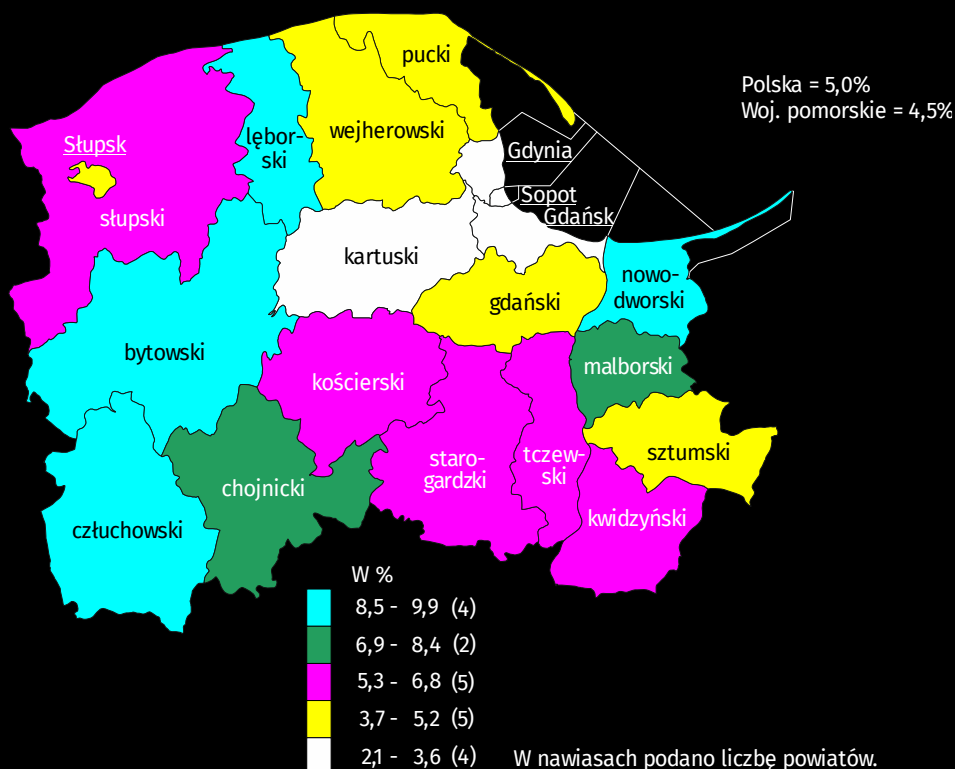 pucki
Polska = 5,0%
Woj. pomorskie = 4,5%
wejherowski
lębor-
ski
Słupsk
Gdynia
Sopot
Gdańsk
słupski
kartuski
nowo-
dworski
gdański
bytowski
malborski
kościerski
staro-
gardzki
tczew-
ski
sztumski
chojnicki
kwidzyński
człuchowski
W %
8,5 - 9,9 (4)
6,9 - 8,4 (2)
5,3 - 6,8 (5)
3,7 - 5,2 (5)
2,1 - 3,6 (4)
W nawiasach podano liczbę powiatów.